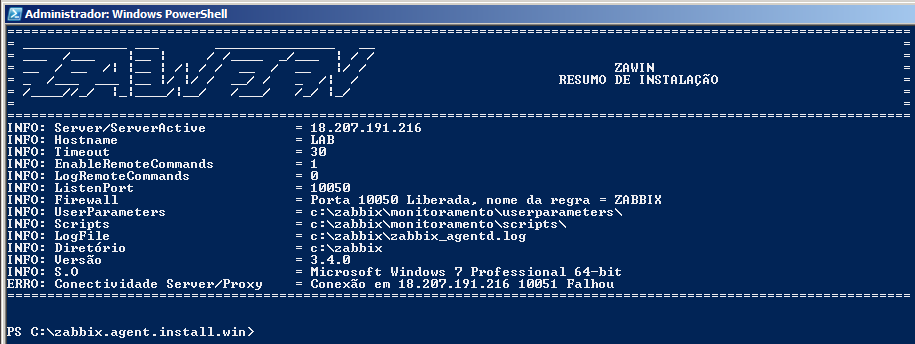 Administrador: Windows PowerShell
ZAWIN
RESUMO DE INSTALAÇÃO
INFO: Server/ServerActive = 18.207.191.216
INFO: Hostname = LAB
INFO: Timeout = 30
INFO: EnableRemoteCommands = 1
INFO: LogRemoteCommands = 0
INFO: ListenPort = 10050
INFO: Firewall = Porta 10050 Liberada, nome da regra = ZABBIX
INFO: UserParameters = c:\zabbix\monitoramento\userparameters\
INFO: Scripts = c:\zabbix\monitoramento\scripts\
INFO: LogFile = c:\zabbix\zabbix_agentd.log
INFO: Diretório = c:\zabbix
INFO: Versão = 3.4.0
INFO: S.O = Microsoft Windows 7 Professional 64-bit
ERRO: Conectividade Server/Proxy = Conexão em 18.207.191.216 10051 Falhou
PS C:\zabbix.agent.install.win>